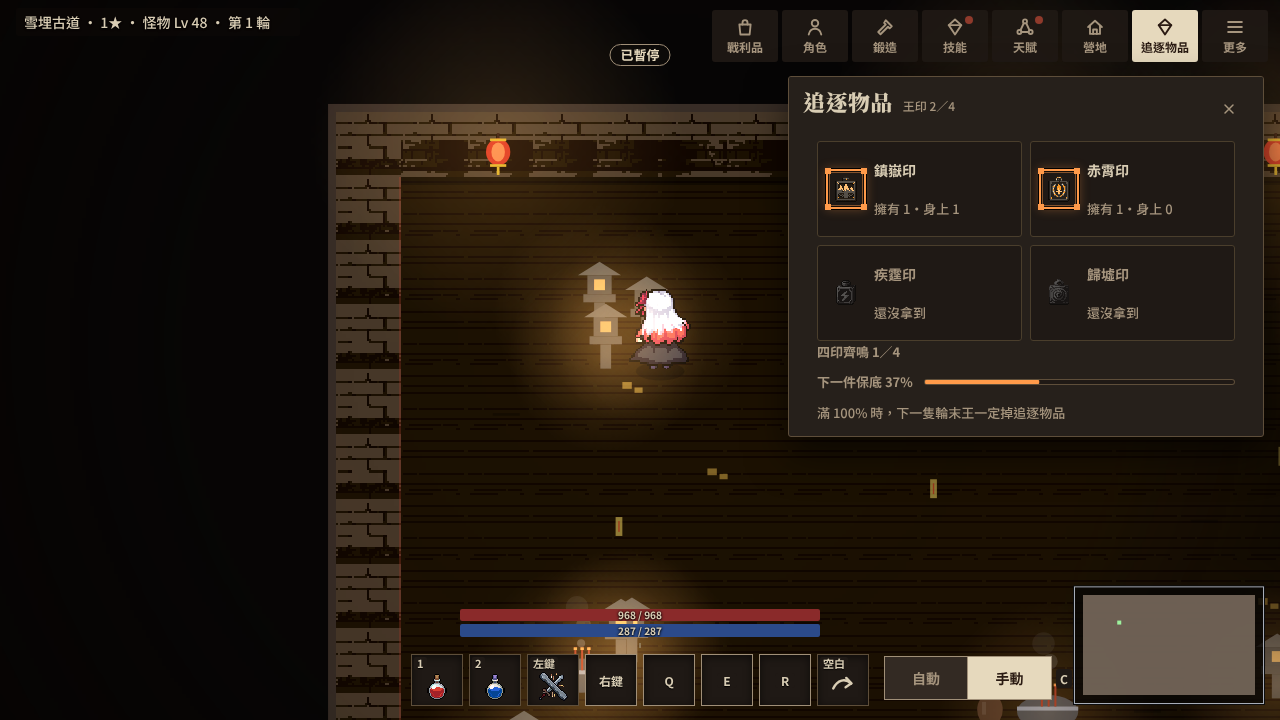 雪埋古道 · 1★ · 怪物 Lv 48 · 第 1 輪
已暫停
戰利品
角色
鍛造
技能
天賦
營地
追逐物品
更多
追逐物品 王印 2／4
×
鎮嶽印
擁有 1·身上 1
赤霄印
擁有 1·身上 0
疾霆印
還沒拿到
歸墟印
還沒拿到
四印齊鳴 1／4
下一件保底 37%
滿 100% 時，下一隻輪末王一定掉追逐物品
968 / 968
287 / 287
1
2
左鍵
右鍵
Q
E
R
空白
自動
手動
C